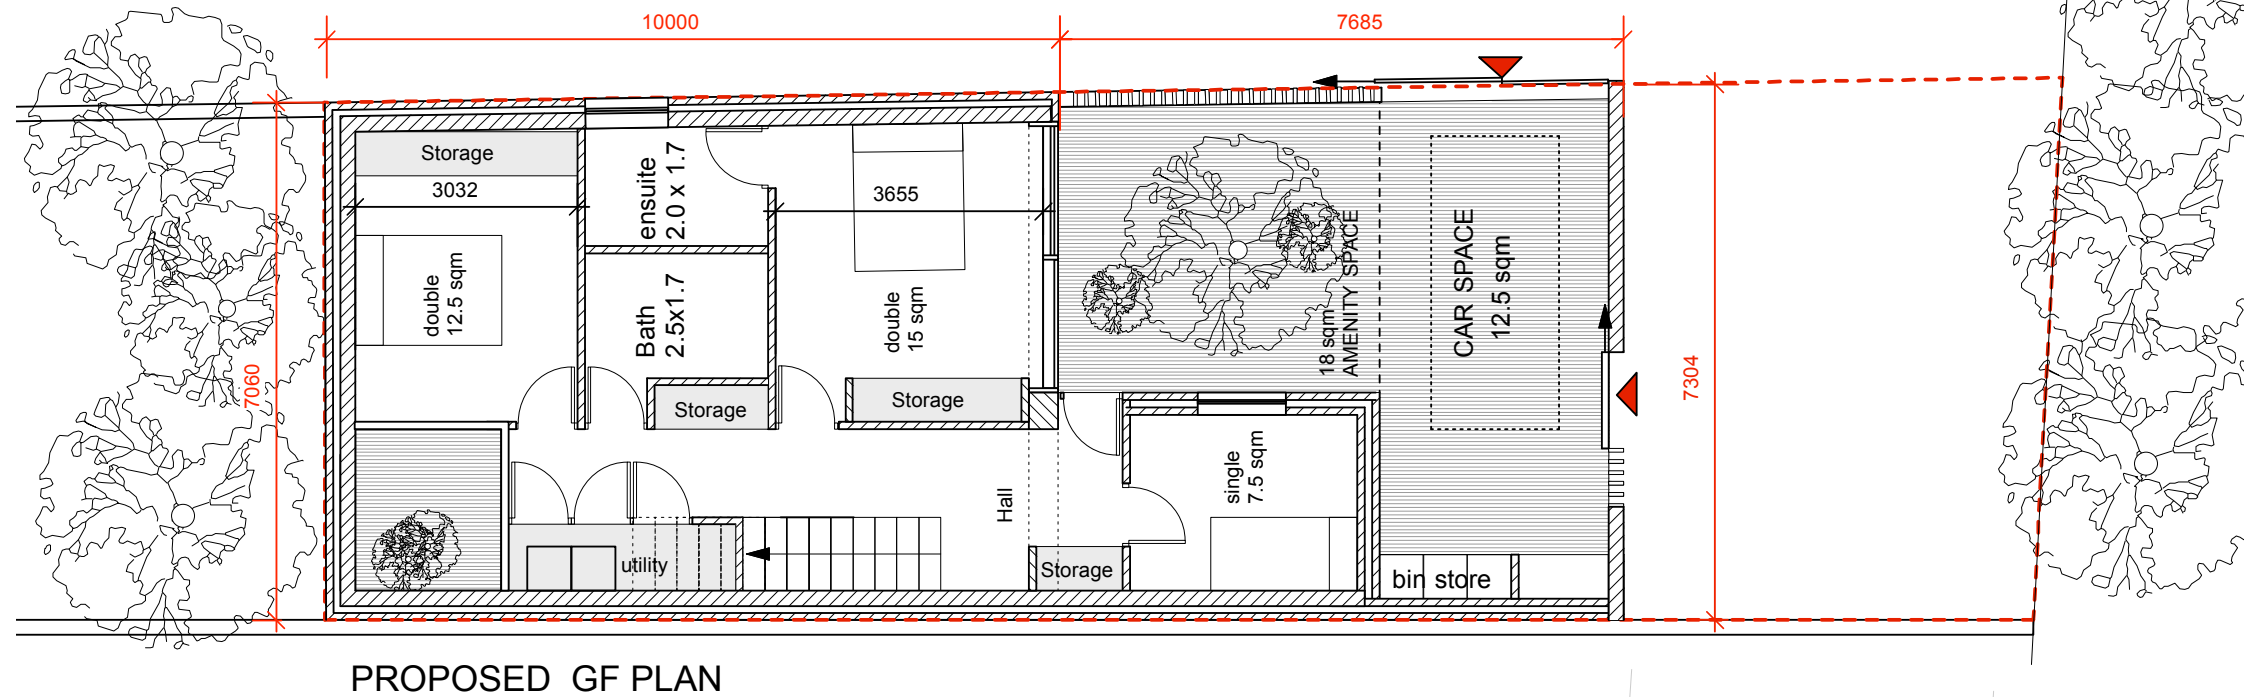 10000
7685
Storage
3032
ensuite
2.0 x 1.7
3655
double
12.5 sqm
Bath
2.5x1.7
double
15 sqm
18 sqm
AMENITY SPACE
CAR SPACE
12.5 sqm
7060
7304
Storage
Storage
single
7.5 sqm
Hall
utility
Storage
bin store
PROPOSED GF PLAN